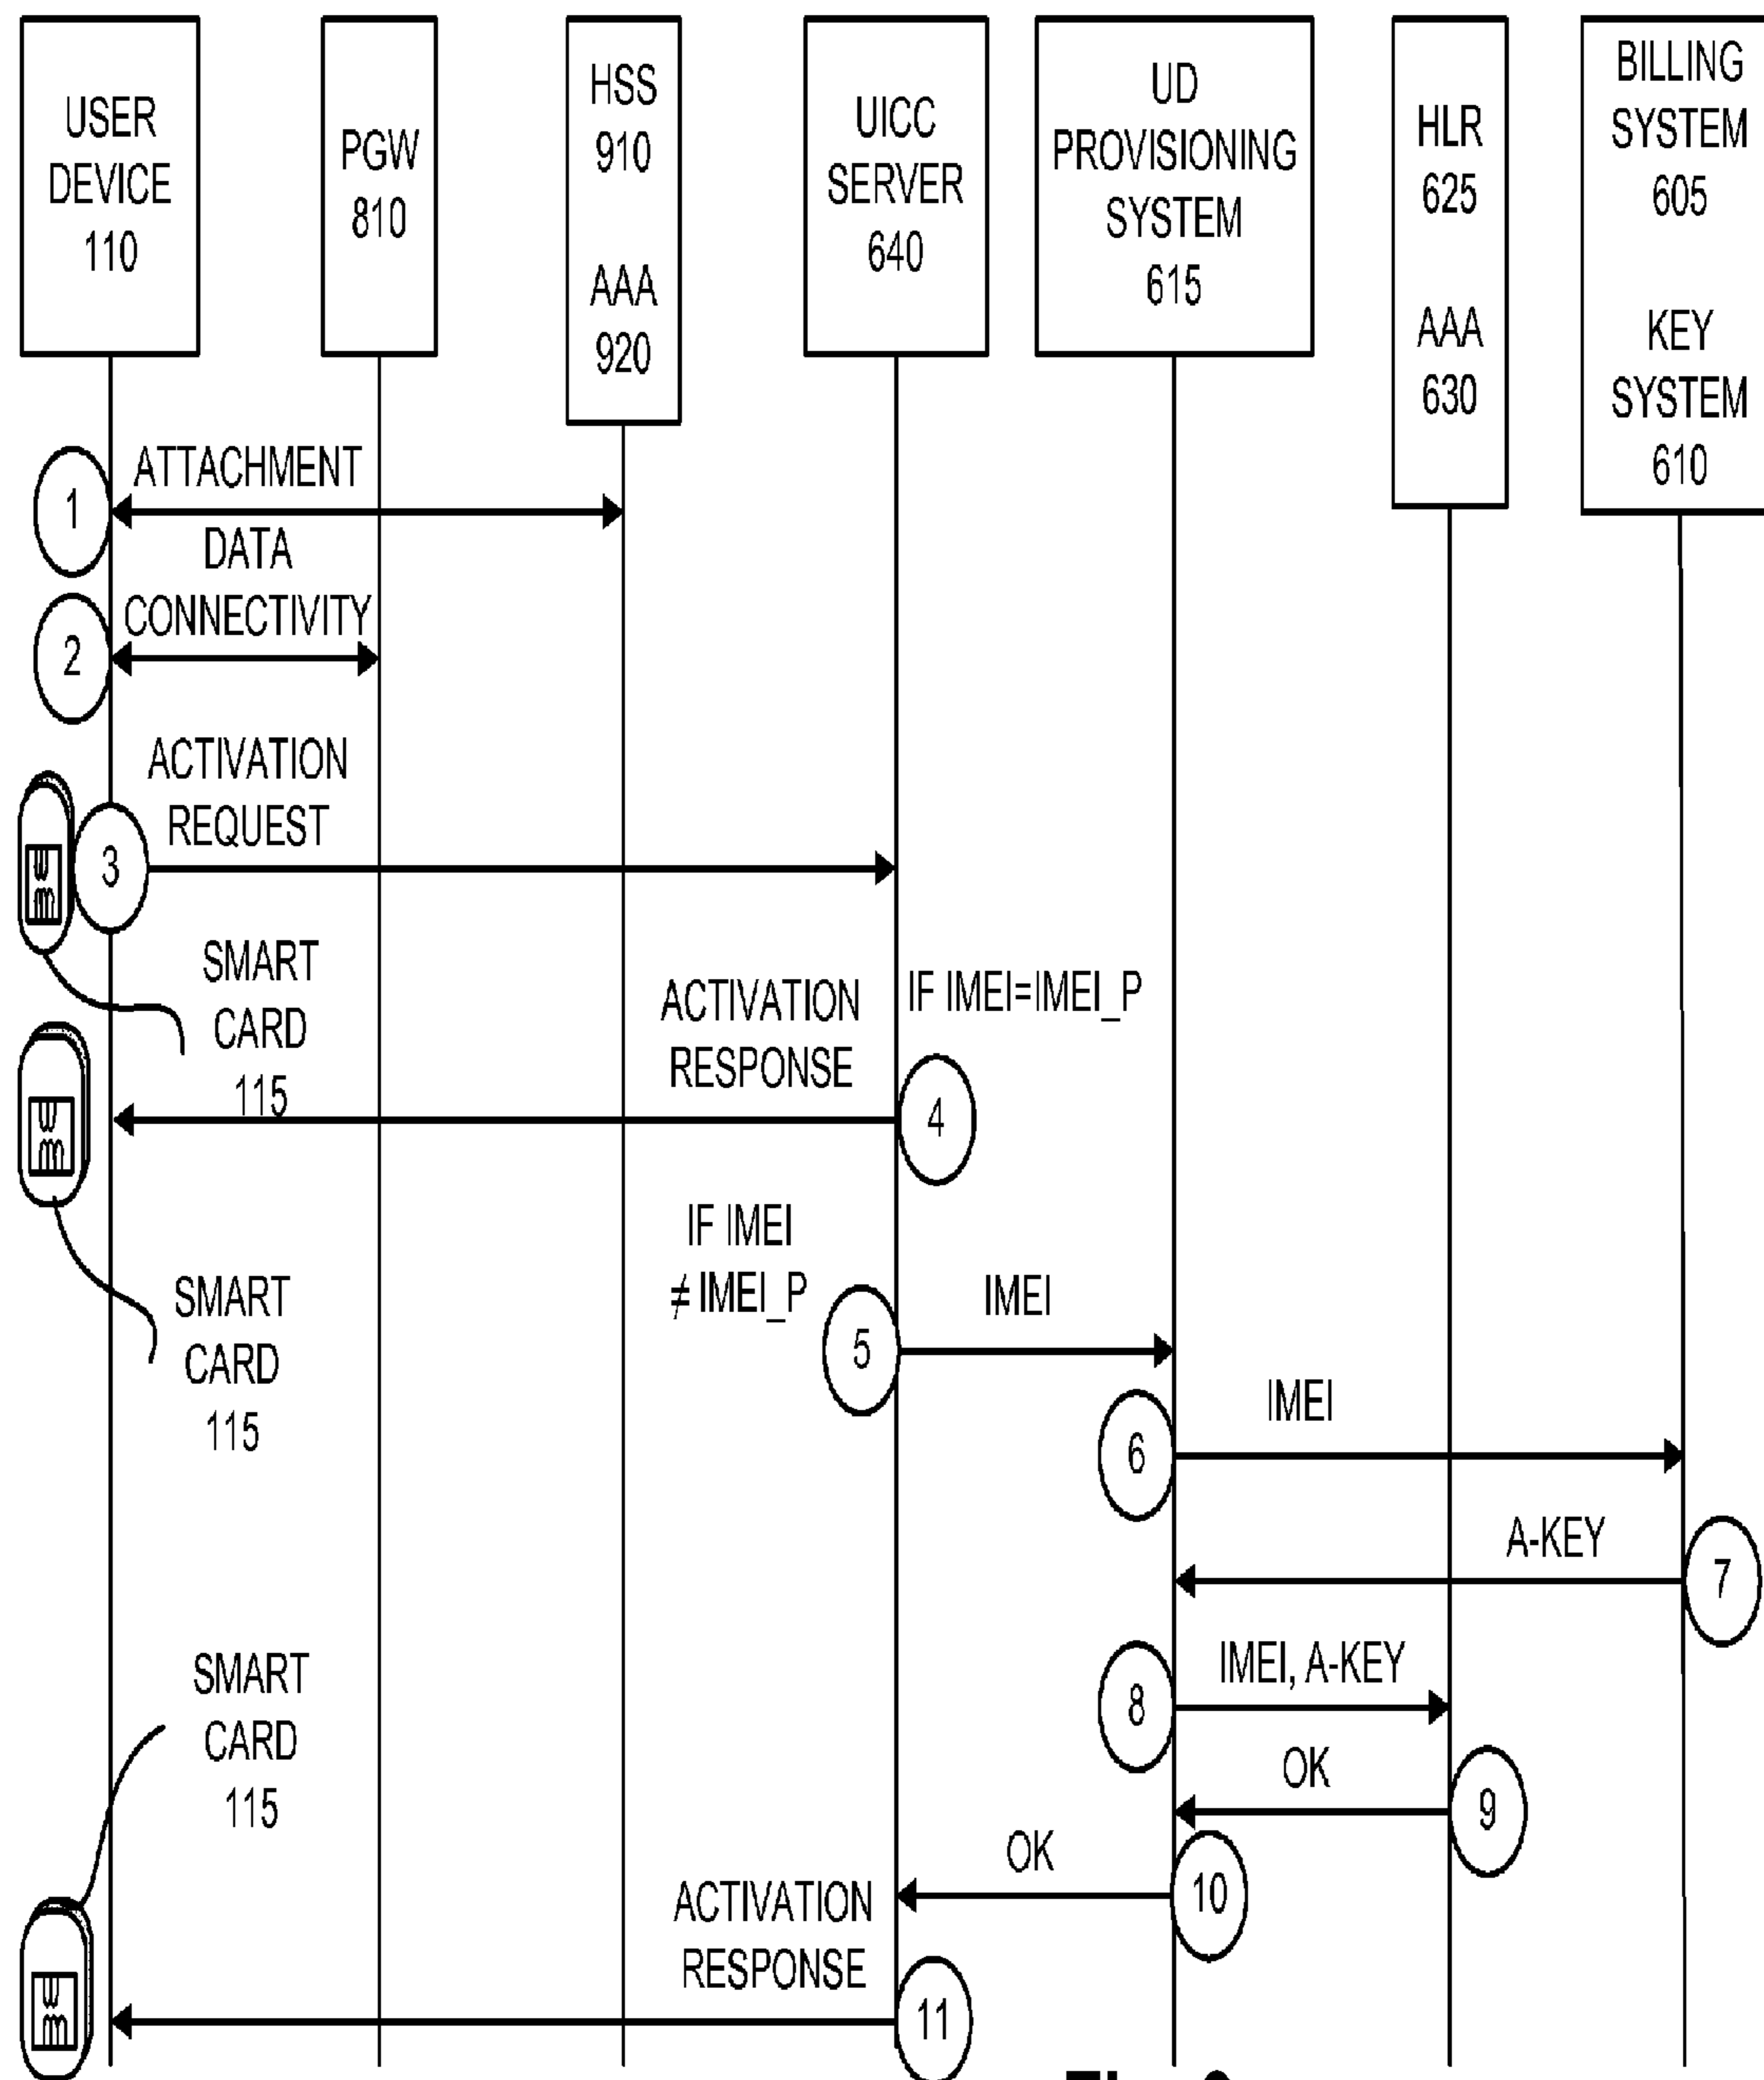 USER
DEVICE
110
PGW
810
HSS
910
AAA
920
UICC
SERVER
640
UD
PROVISIONING
SYSTEM
615
HLR
625
AAA
630
BILLING
SYSTEM
605
KEY
SYSTEM
610
1
ATTACHMENT
2
DATA
CONNECTIVITY
3
ACTIVATION
REQUEST
SMART
CARD
115
ACTIVATION
RESPONSE
IF IMEI=IMEI_P
4
SMART
CARD
115
IF IMEI
≠ IMEI_P
5
IMEI
6
IMEI
A-KEY
7
8
IMEI, A-KEY
OK
9
OK
10
SMART
CARD
115
ACTIVATION
RESPONSE
11